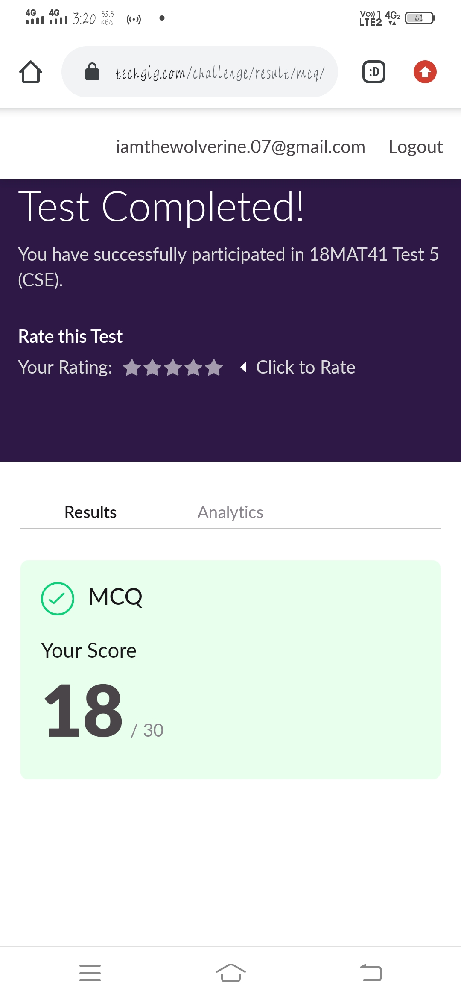 4G 4G 3:20 35.3 KB/s Vo)) 1 LTE2 4G2 61
techgig.com/challenge/result/mcq/ :D
iamthewolverine.07@gmail.com Logout
Test Completed!
You have successfully participated in 18MAT41 Test 5
(CSE).
Rate this Test
Your Rating: Click to Rate
Results Analytics
MCQ
Your Score
18 / 30